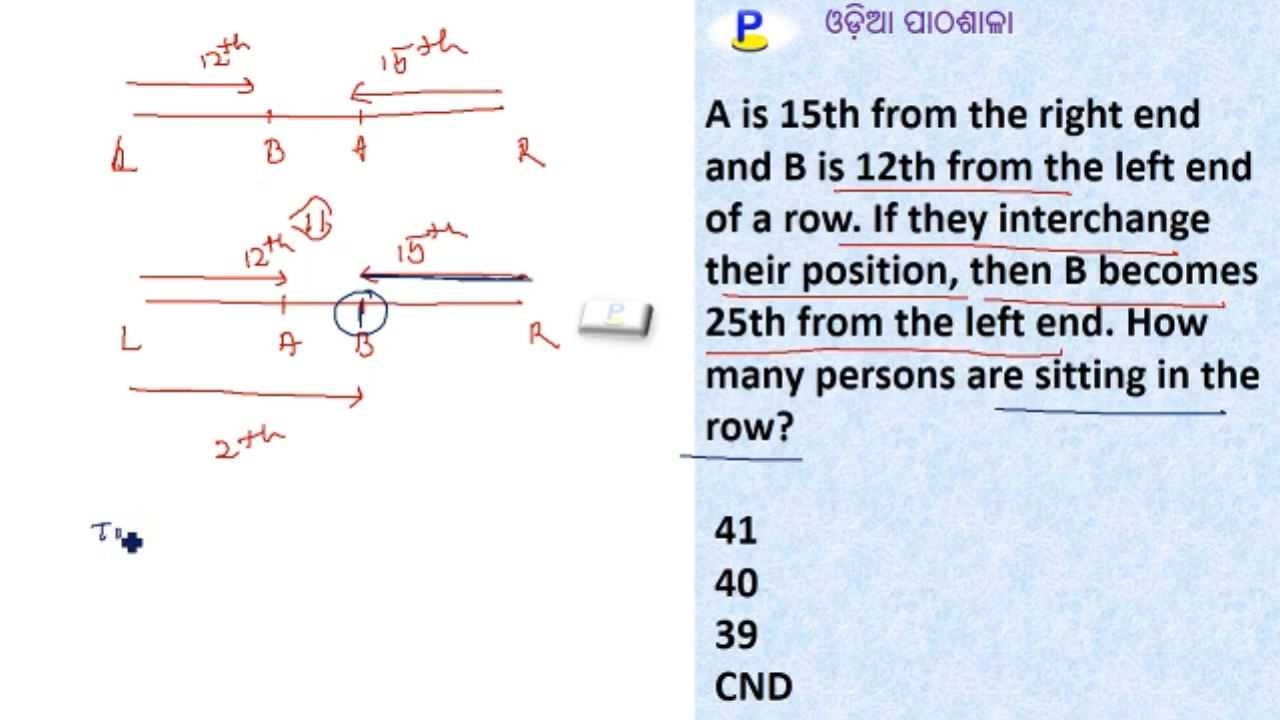 P ଓଡ଼ିଆ ପାଠଶାଳା
12th 15th
L B A R
12th 15th
L A B R
2th
A is 15th from the right end
and B is 12th from the left end
of a row. If they interchange
their position, then B becomes
25th from the left end. How
many persons are sitting in the
row?
41
40
39
CND
P